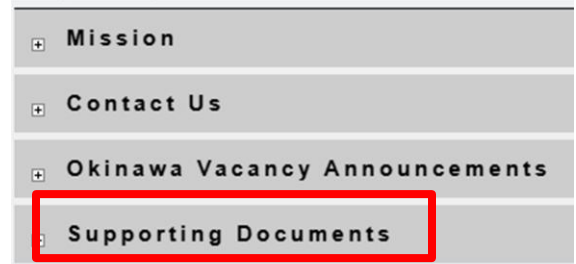 Mission
Contact Us
Okinawa Vacancy Announcements
Supporting Documents